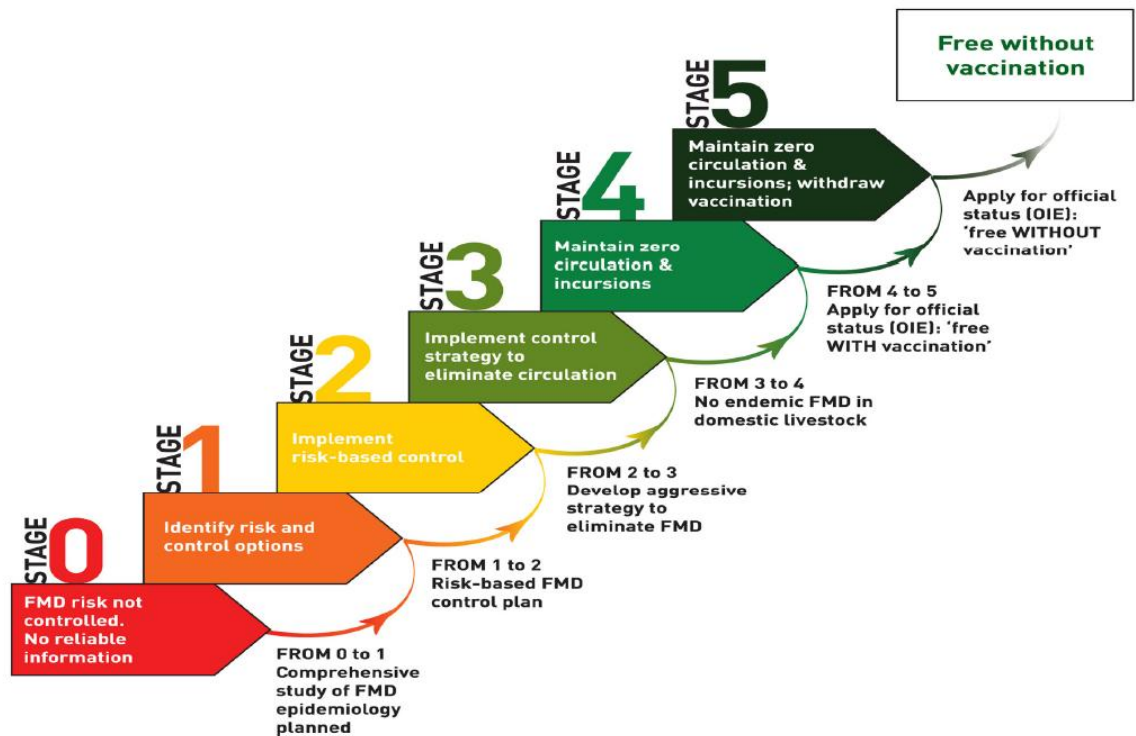 STAGE 0
FMD risk not
controlled.
No reliable
information
FROM 0 to 1
Comprehensive
study of FMD
epidemiology
planned
STAGE 1
Identify risk and
control options
FROM 1 to 2
Risk-based FMD
control plan
STAGE 2
Implement
risk-based control
FROM 2 to 3
Develop aggressive
strategy to
eliminate FMD
STAGE 3
Implement control
strategy to
eliminate circulation
FROM 3 to 4
No endemic FMD in
domestic livestock
STAGE 4
Maintain zero
circulation &
incursions
FROM 4 to 5
Apply for official
status (OIE): 'free
WITH vaccination'
STAGE 5
Maintain zero
circulation &
incursions; withdraw
vaccination
Apply for official
status (OIE):
'free WITHOUT
vaccination'
Free without
vaccination